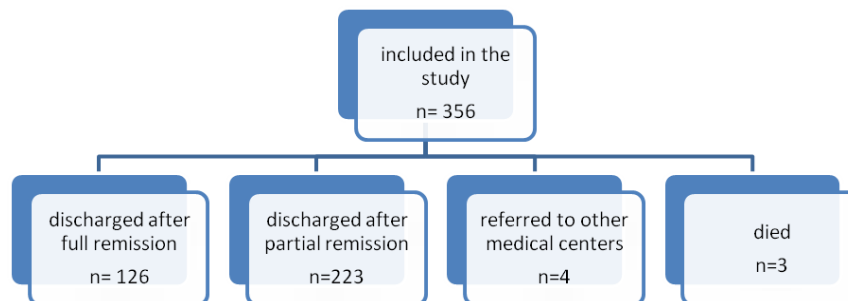 included in the
study
n= 356
discharged after
full remission
n= 126
discharged after
partial remission
n=223
referred to other
medical centers
n=4
died
n=3